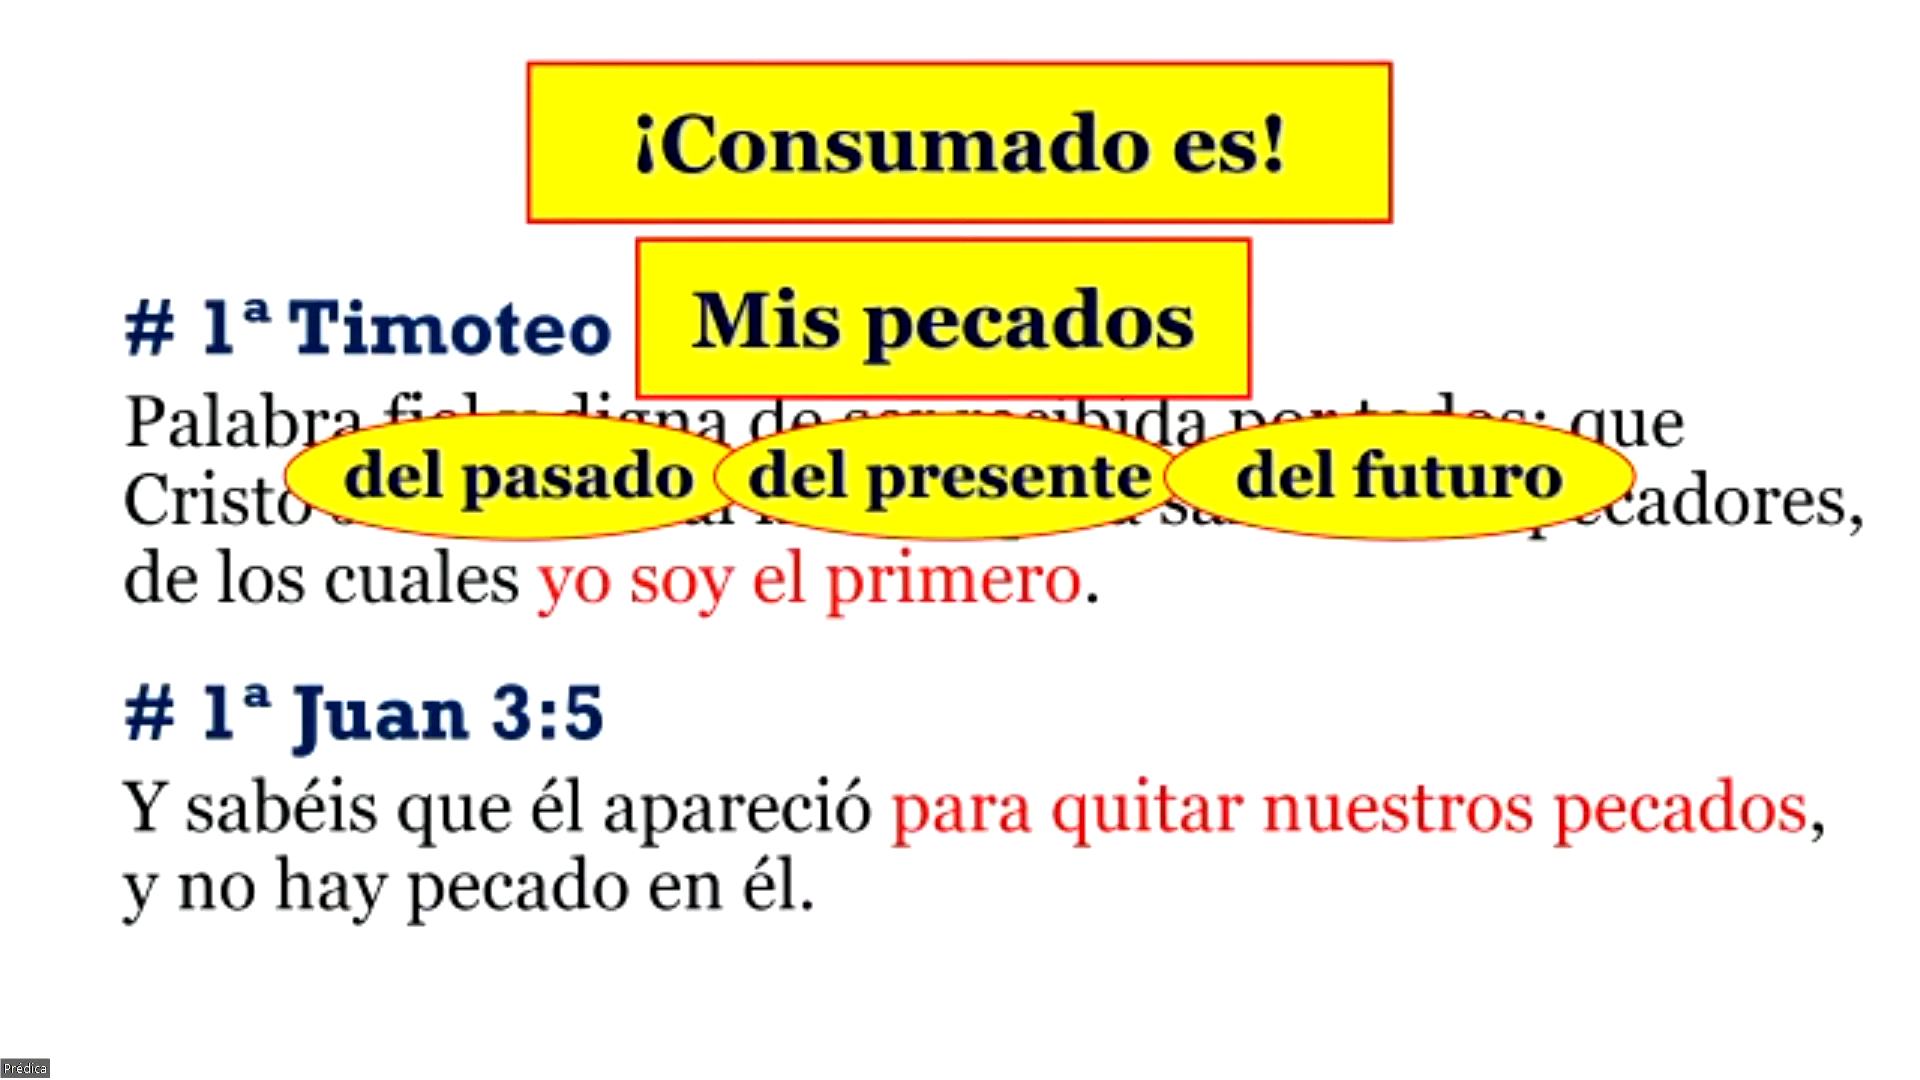 ¡Consumado es!
Mis pecados
# 1ª Timoteo
Palabra de que
del pasado del presente del futuro
Cristo
de los cuales yo soy el primero.
# 1ª Juan 3:5
Y sabéis que él apareció para quitar nuestros pecados,
y no hay pecado en él.
Prédica